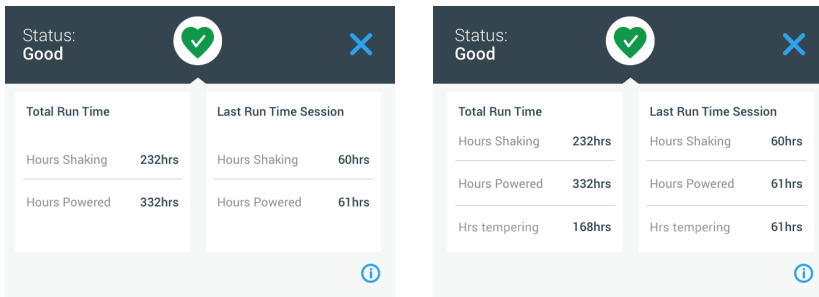 Status:
Good
Total Run Time
Hours Shaking 232hrs
Hours Powered 332hrs
Last Run Time Session
Hours Shaking 60hrs
Hours Powered 61hrs
Status:
Good
Total Run Time
Hours Shaking 232hrs
Hours Powered 332hrs
Hrs tempering 168hrs
Last Run Time Session
Hours Shaking 60hrs
Hours Powered 61hrs
Hrs tempering 61hrs